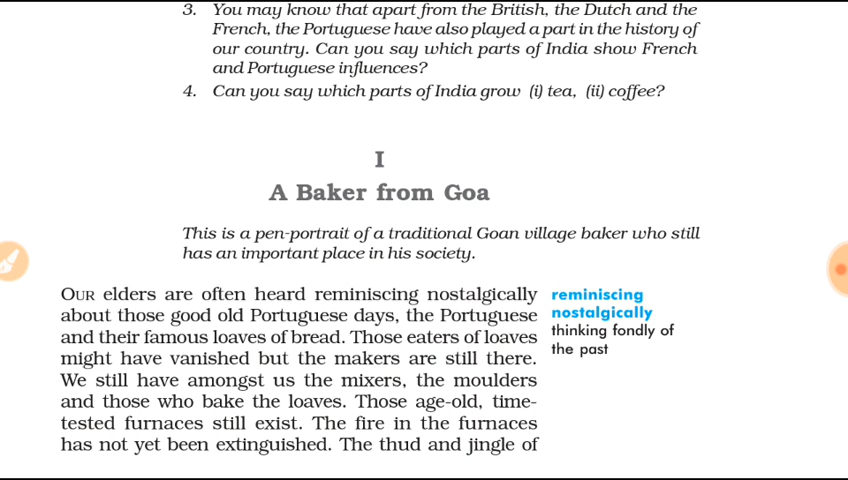 3. You may know that apart from the British, the Dutch and the
French, the Portuguese have also played a part in the history of
our country. Can you say which parts of India show French
and Portuguese influences?
4. Can you say which parts of India grow (i) tea, (ii) coffee?
I
A Baker from Goa
This is a pen-portrait of a traditional Goan village baker who still
has an important place in his society.
OUR elders are often heard reminiscing nostalgically
about those good old Portuguese days, the Portuguese
and their famous loaves of bread. Those eaters of loaves
might have vanished but the makers are still there.
We still have amongst us the mixers, the moulders
and those who bake the loaves. Those age-old, time-
tested furnaces still exist. The fire in the furnaces
has not yet been extinguished. The thud and jingle of
reminiscing
nostalgically
thinking fondly of
the past